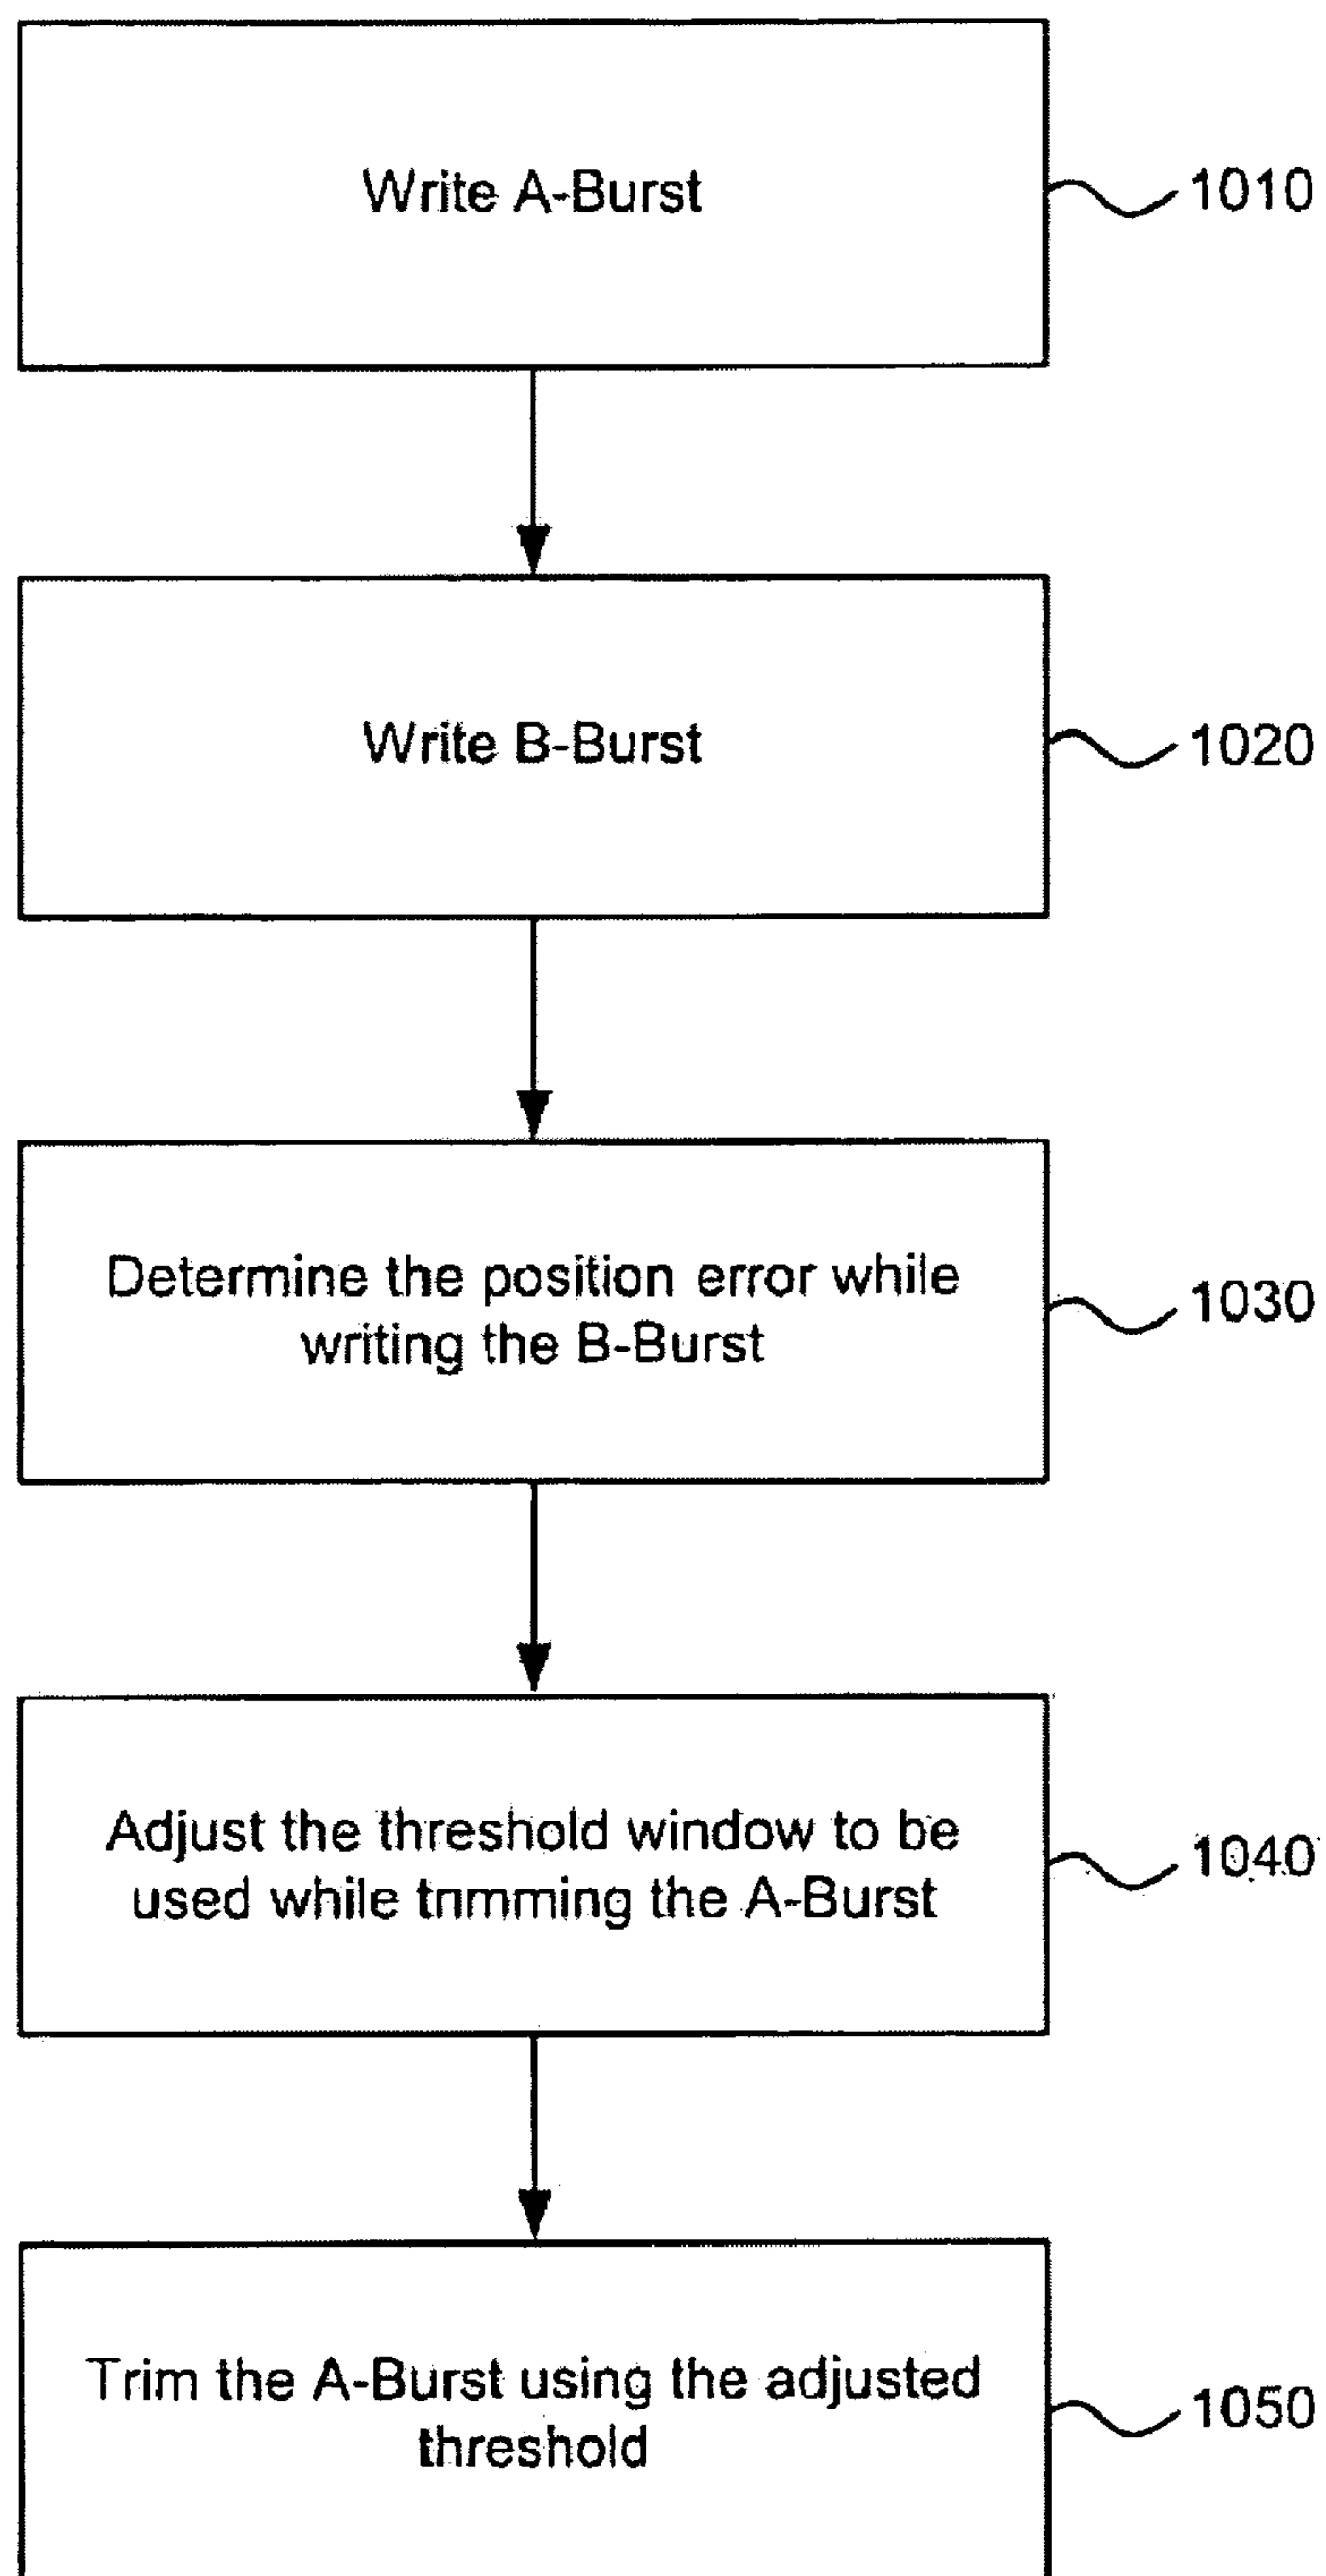 Write A-Burst
1010
Write B-Burst
1020
Determine the position error while
writing the B-Burst
1030
Adjust the threshold window to be
used while trimming the A-Burst
1040
Trim the A-Burst using the adjusted
threshold
1050